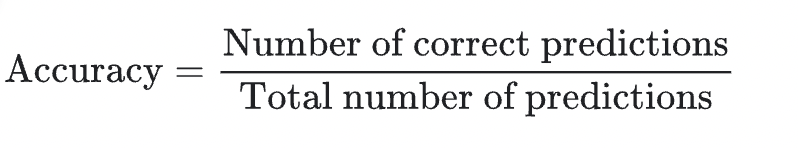 Accuracy = Number of correct predictions
Total number of predictions